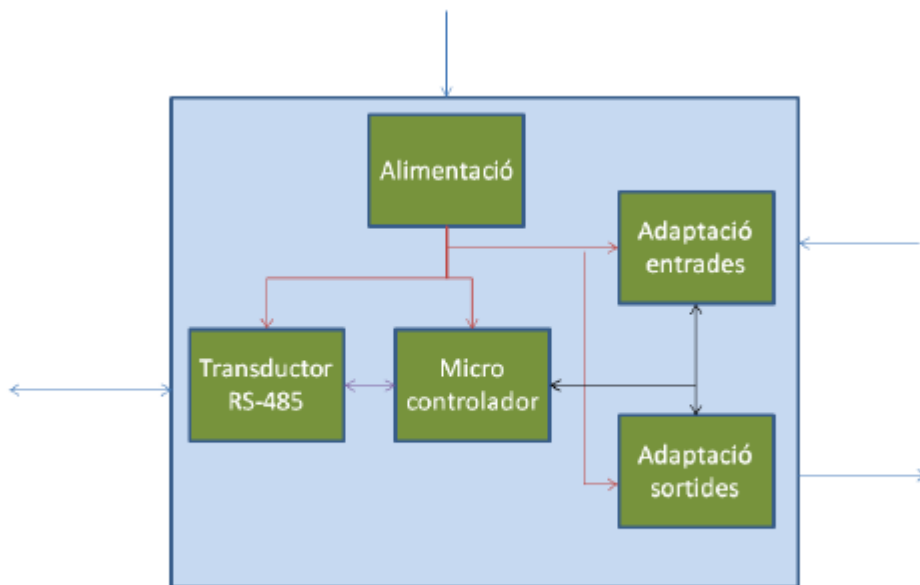 Alimentació
Adaptació
entrades
Transductor
RS-485
Micro
controlador
Adaptació
sortides